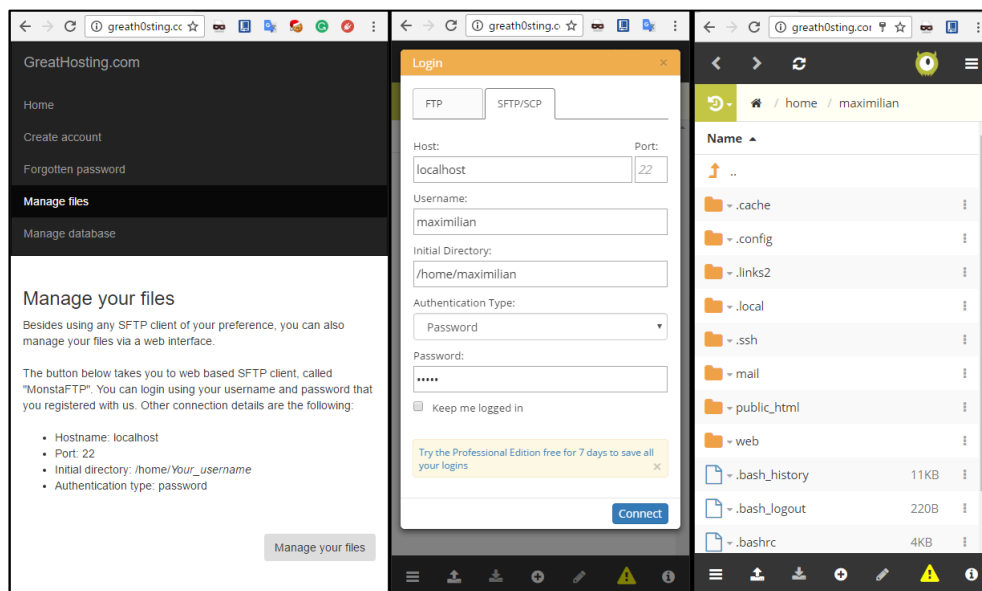 greath0sting.cc
GreatHosting.com
Home
Create account
Forgotten password
Manage files
Manage database
Manage your files
Besides using any SFTP client of your preference, you can also
manage your files via a web interface.
The button below takes you to web based SFTP client, called
"MonstaFTP". You can login using your username and password that
you registered with us. Other connection details are the following:
• Hostname: localhost
• Port: 22
• Initial directory: /home/Your_username
• Authentication type: password
Manage your files
greath0sting.c
Login ×
FTP SFTP/SCP
Host: Port:
localhost 22
Username:
maximilian
Initial Directory:
/home/maximilian
Authentication Type:
Password
Password:
•••••
Keep me logged in
Try the Professional Edition free for 7 days to save all
your logins ×
Connect
greath0sting.cor
/ home / maximilian
Name
..
.cache
.config
.links2
.local
.ssh
mail
public_html
web
.bash_history 11KB
.bash_logout 220B
.bashrc 4KB